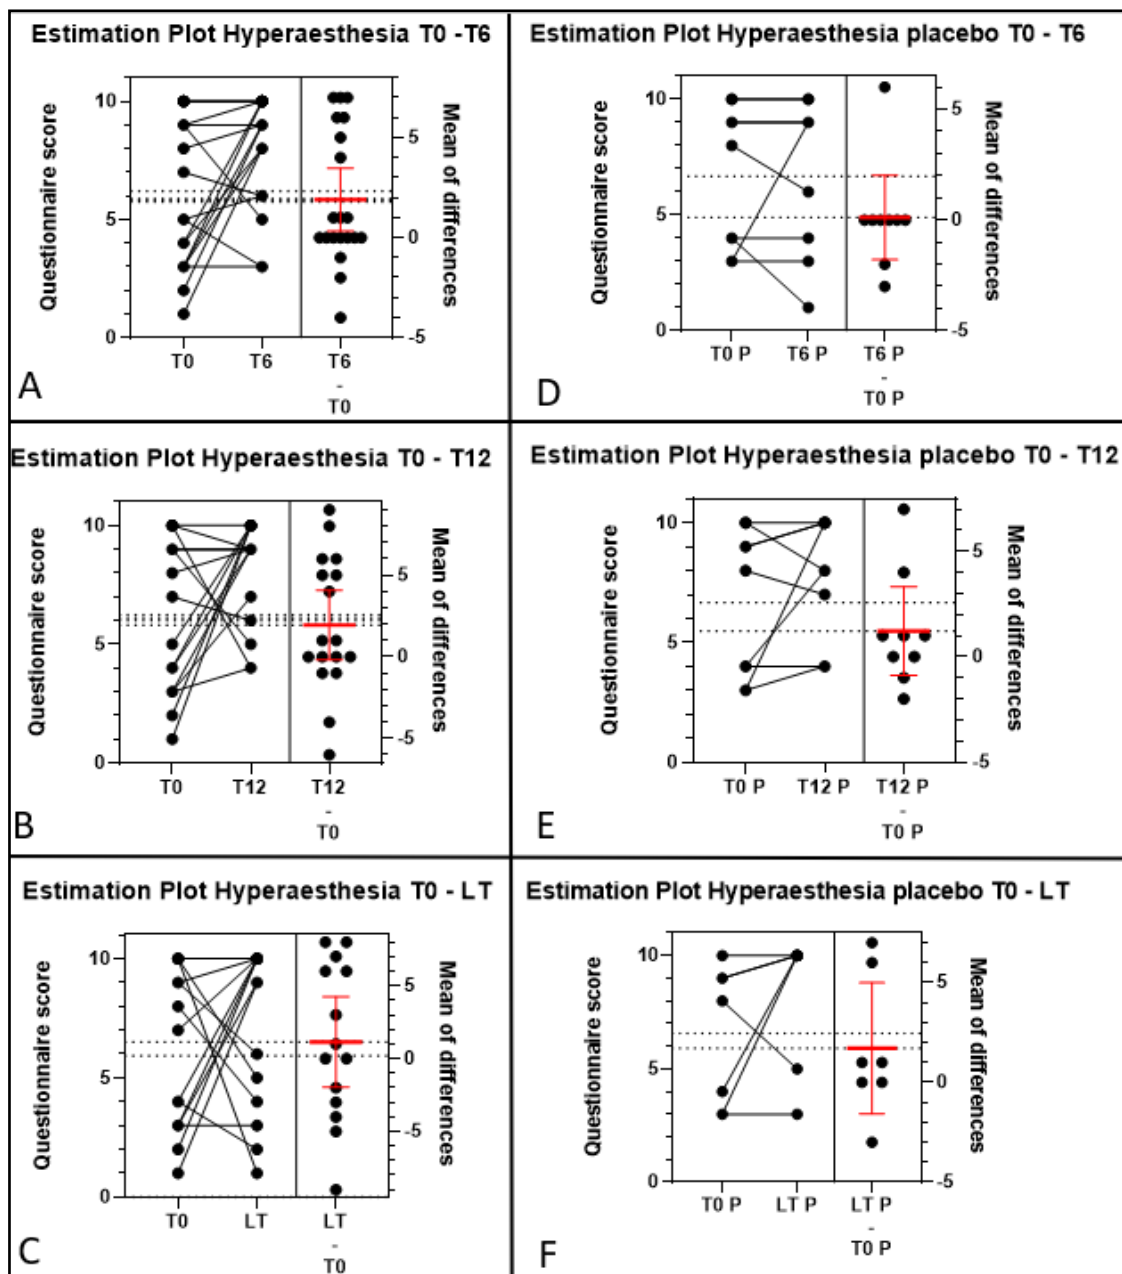 Estimation Plot Hyperaesthesia T0 -T6
Questionnaire score
10
5
0
5
0
-5
Mean of differences
T0
T6
T6
-
T0
A
Estimation Plot Hyperaesthesia placebo T0 - T6
Questionnaire score
10
5
0
5
0
-5
Mean of differences
T0 P
T6 P
T6 P
-
T0 P
D
Estimation Plot Hyperaesthesia T0 - T12
Questionnaire score
10
5
0
5
0
-5
Mean of differences
T0
T12
T12
-
T0
B
Estimation Plot Hyperaesthesia placebo T0 - T12
Questionnaire score
10
5
0
5
0
-5
Mean of differences
T0 P
T12 P
T12 P
-
T0 P
E
Estimation Plot Hyperaesthesia T0 - LT
Questionnaire score
10
5
0
5
0
-5
Mean of differences
T0
LT
LT
-
T0
C
Estimation Plot Hyperaesthesia placebo T0 - LT
Questionnaire score
10
5
0
5
0
-5
Mean of differences
T0 P
LT P
LT P
-
T0 P
F